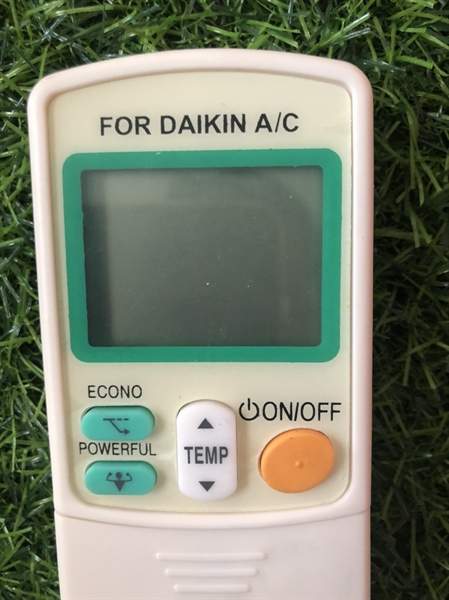 FOR DAIKIN A/C
ECONO
ON/OFF
POWERFUL
TEMP